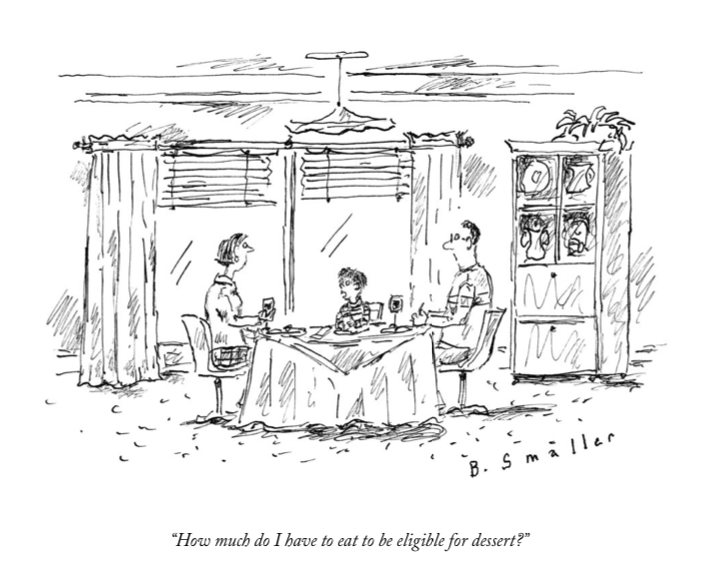 B. Smaller
“How much do I have to eat to be eligible for dessert?”